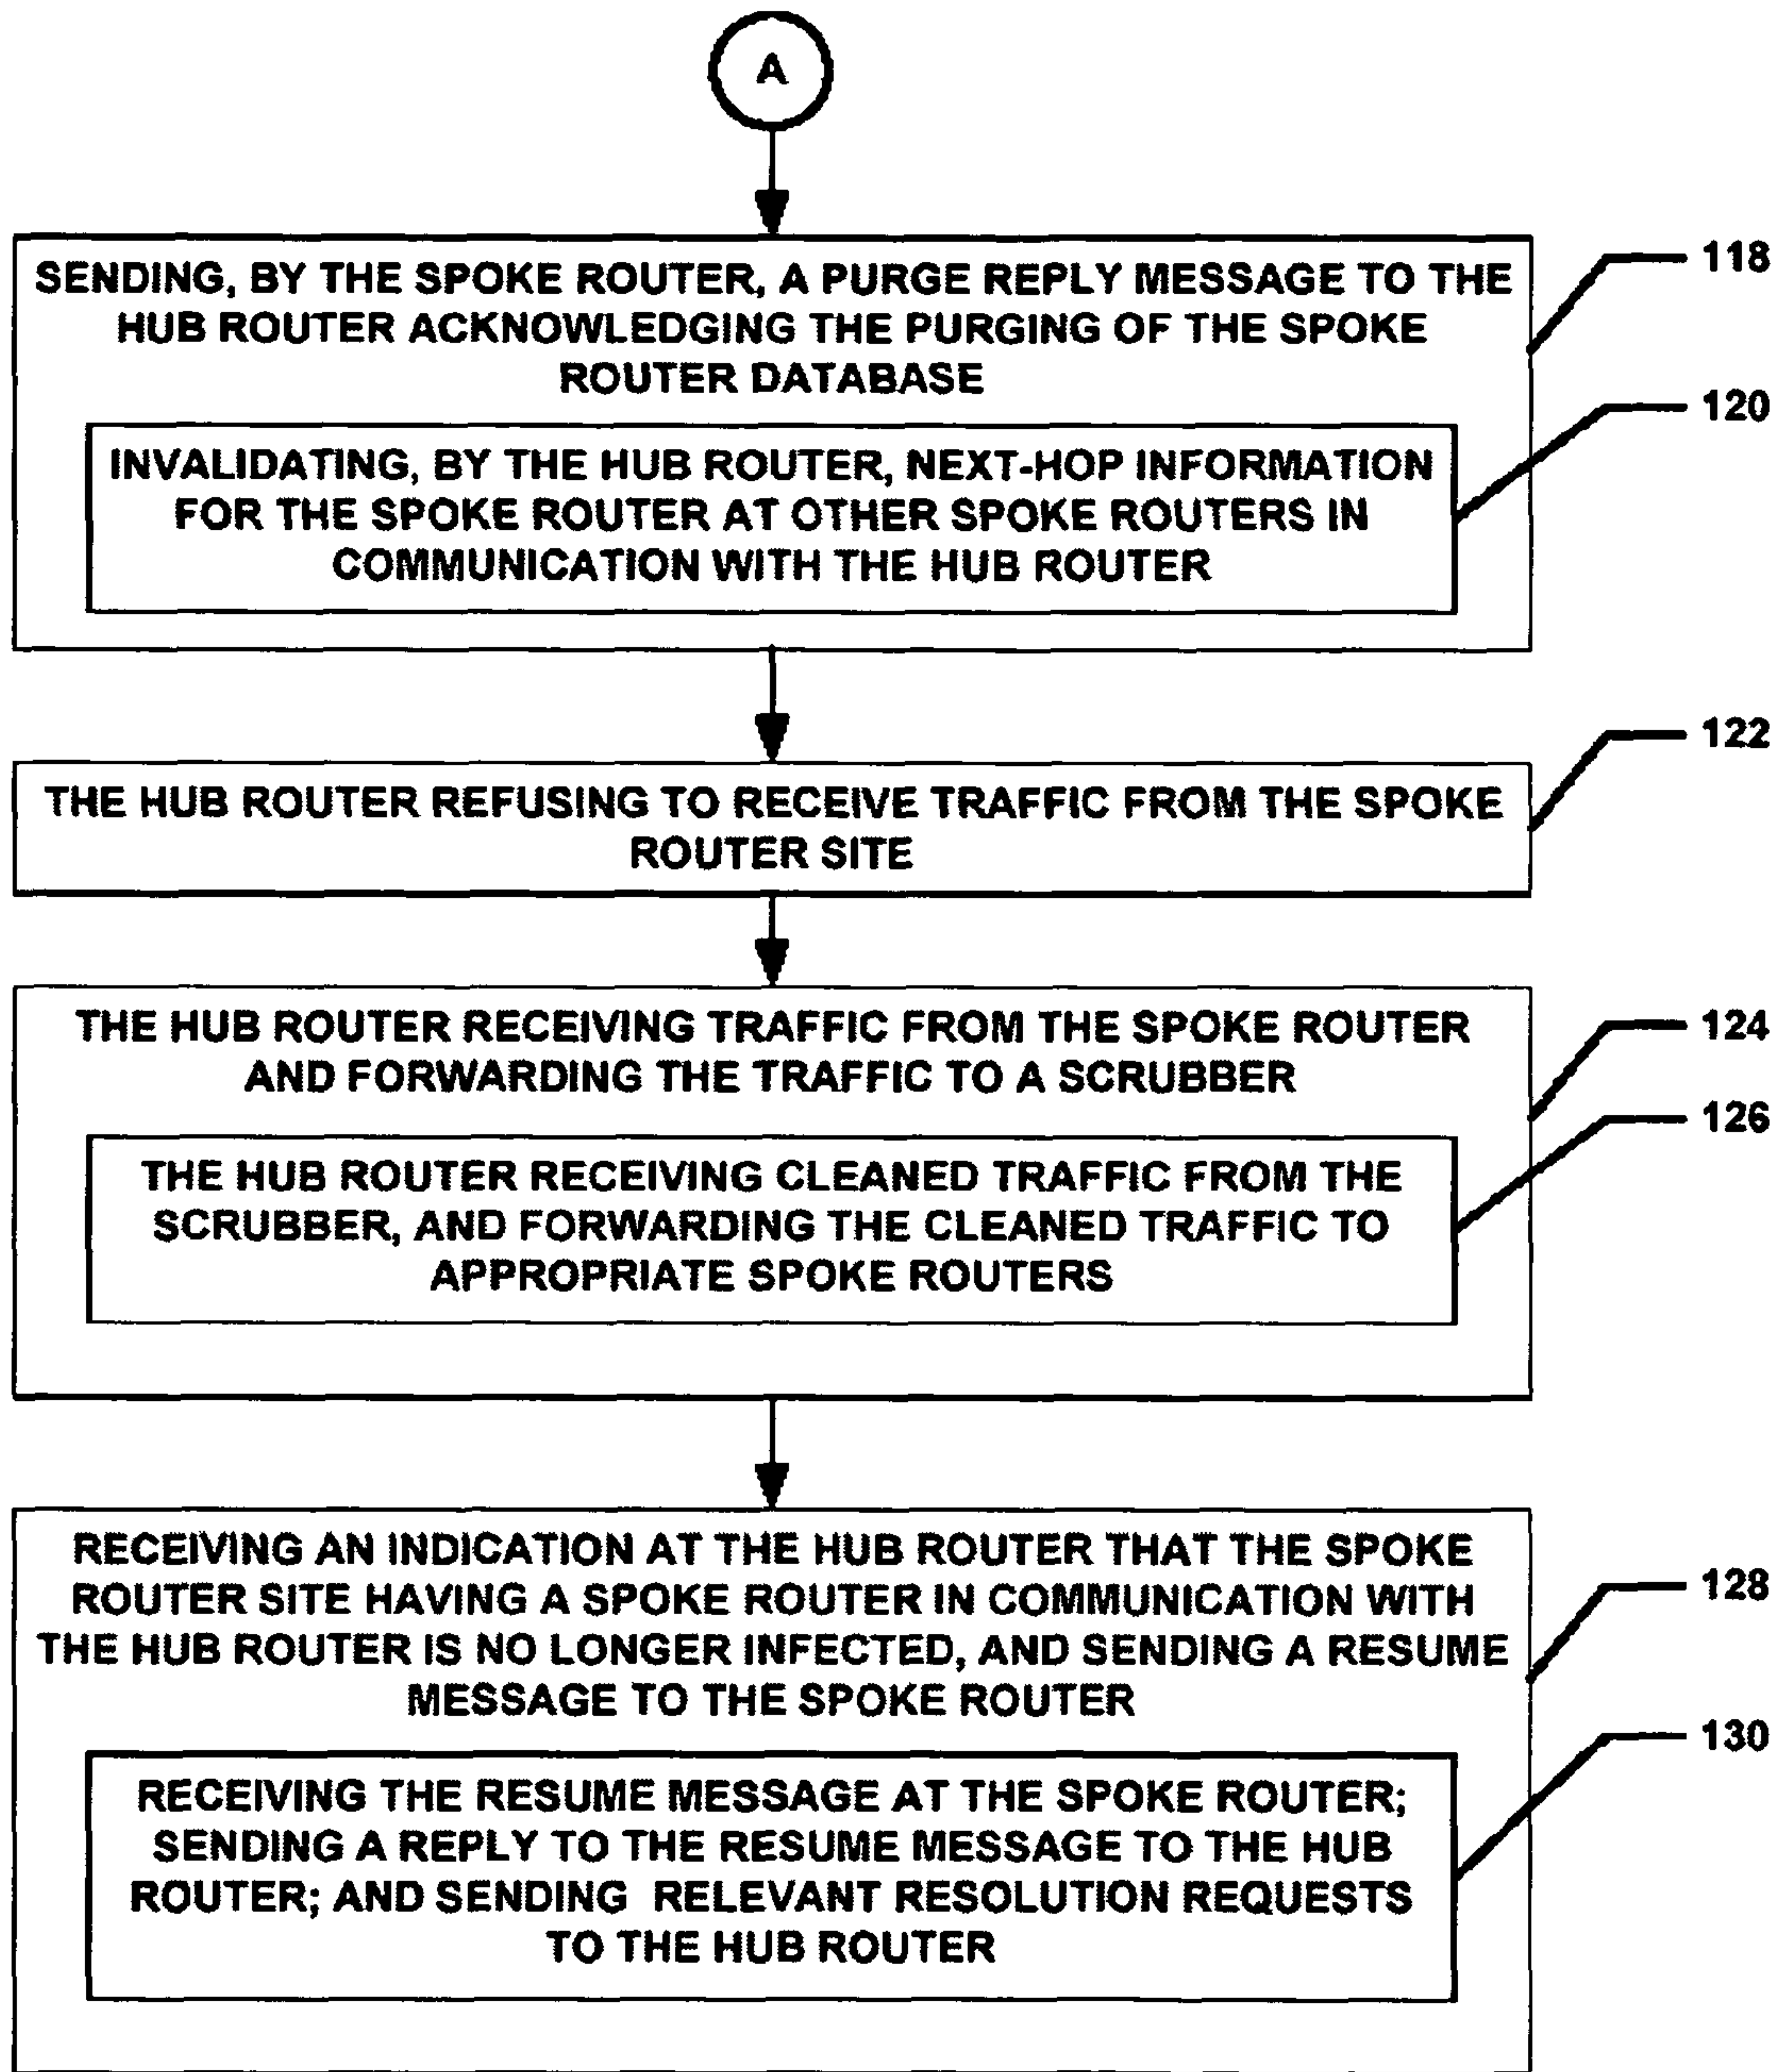 A
SENDING, BY THE SPOKE ROUTER, A PURGE REPLY MESSAGE TO THE
HUB ROUTER ACKNOWLEDGING THE PURGING OF THE SPOKE
ROUTER DATABASE
118
INVALIDATING, BY THE HUB ROUTER, NEXT-HOP INFORMATION
FOR THE SPOKE ROUTER AT OTHER SPOKE ROUTERS IN
COMMUNICATION WITH THE HUB ROUTER
120
THE HUB ROUTER REFUSING TO RECEIVE TRAFFIC FROM THE SPOKE
ROUTER SITE
122
THE HUB ROUTER RECEIVING TRAFFIC FROM THE SPOKE ROUTER
AND FORWARDING THE TRAFFIC TO A SCRUBBER
124
THE HUB ROUTER RECEIVING CLEANED TRAFFIC FROM THE
SCRUBBER, AND FORWARDING THE CLEANED TRAFFIC TO
APPROPRIATE SPOKE ROUTERS
126
RECEIVING AN INDICATION AT THE HUB ROUTER THAT THE SPOKE
ROUTER SITE HAVING A SPOKE ROUTER IN COMMUNICATION WITH
THE HUB ROUTER IS NO LONGER INFECTED, AND SENDING A RESUME
MESSAGE TO THE SPOKE ROUTER
128
RECEIVING THE RESUME MESSAGE AT THE SPOKE ROUTER;
SENDING A REPLY TO THE RESUME MESSAGE TO THE HUB
ROUTER; AND SENDING RELEVANT RESOLUTION REQUESTS
TO THE HUB ROUTER
130